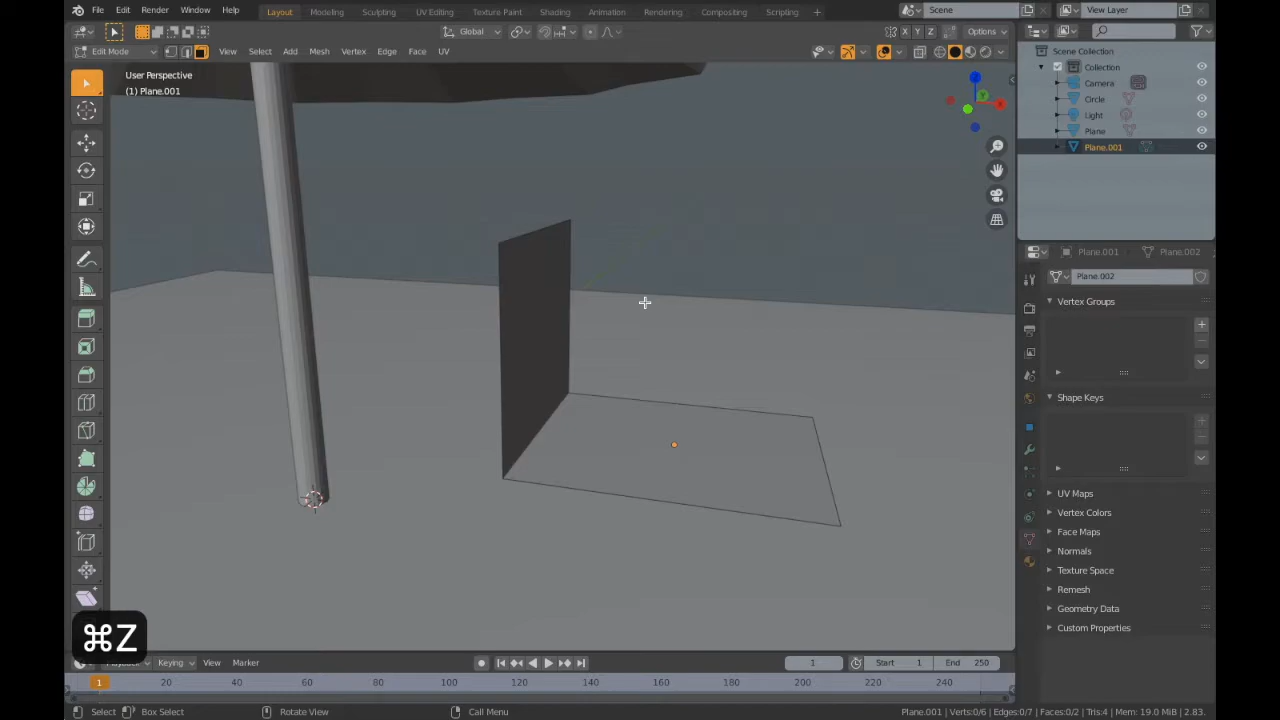 File Edit Render Window Help Layout Modeling Sculpting UV Editing Texture Paint Shading Animation Rendering Compositing Scripting + Scene View Layer
Global X Y Z Options
Edit Mode View Select Add Mesh Vertex Edge Face UV
User Perspective
(1) Plane.001
X
Y
Scene Collection
Collection
Camera
Circle
Light
Plane
Plane.001
Plane.001 Plane.002
Plane.002
Vertex Groups
Shape Keys
UV Maps
Vertex Colors
Face Maps
Normals
Texture Space
Remesh
Geometry Data
Custom Properties
⌘Z
Playback Keying View Marker 1 Start 1 End 250
1 20 40 60 80 100 120 140 160 180 200 220 240
Select Box Select Rotate View Call Menu Plane.001 | Verts:0/6 | Edges:0/7 | Faces:0/2 | Tris:4 | Mem: 19.0 MiB | 2.83.